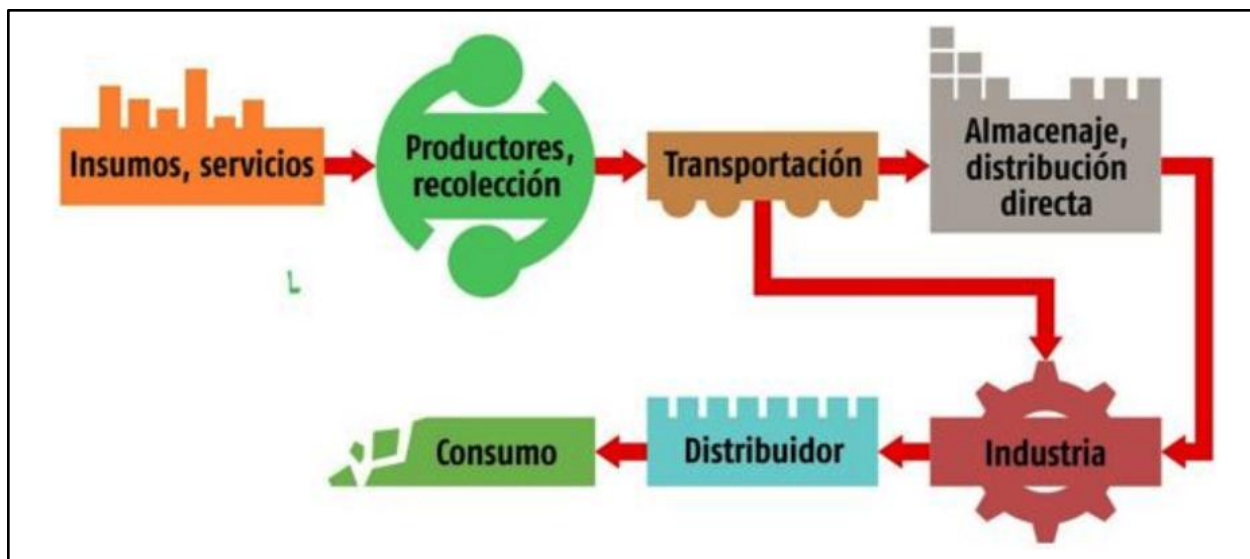 Insumos, servicios
Productores,
recolección
Transportación
Almacenaje,
distribución
directa
Consumo
Distribuidor
Industria